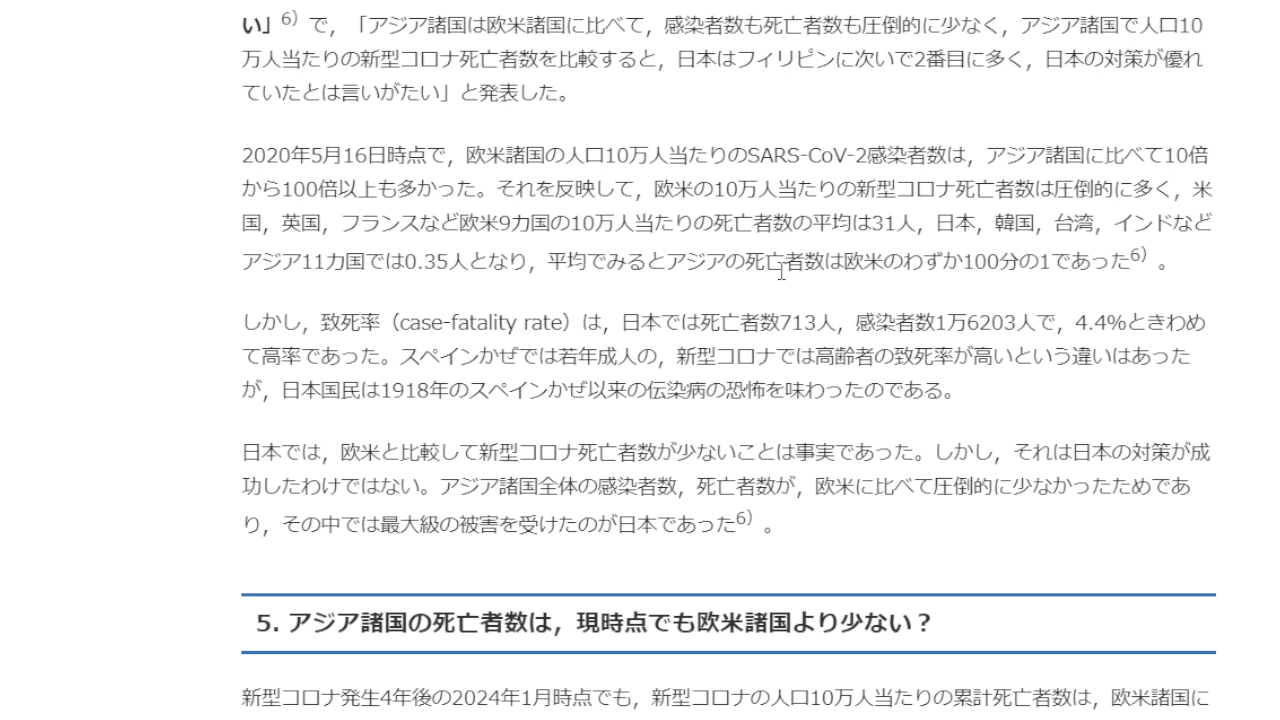 い」6）で，「アジア諸国は欧米諸国に比べて，感染者数も死亡者数も圧倒的に少なく，アジア諸国で人口10
万人当たりの新型コロナ死亡者数を比較すると，日本はフィリピンに次いで2番目に多く，日本の対策が優れ
ていたとは言いがたい」と発表した。
2020年5月16日時点で，欧米諸国の人口10万人当たりのSARS-CoV-2感染者数は，アジア諸国に比べて10倍
から100倍以上も多かった。それを反映して，欧米の10万人当たりの新型コロナ死亡者数は圧倒的に多く，米
国，英国，フランスなど欧米9カ国の10万人当たりの死亡者数の平均は31人，日本，韓国，台湾，インドなど
アジア11カ国では0.35人となり，平均でみるとアジアの死亡者数は欧米のわずか100分の1であった6）。
しかし，致死率（case-fatality rate）は，日本では死亡者数713人，感染者数1万6203人で，4.4%ときわめ
て高率であった。スペインかぜでは若年成人の，新型コロナでは高齢者の致死率が高いという違いはあった
が，日本国民は1918年のスペインかぜ以来の伝染病の恐怖を味わったのである。
日本では，欧米と比較して新型コロナ死亡者数が少ないことは事実であった。しかし，それは日本の対策が成
功したわけではない。アジア諸国全体の感染者数，死亡者数が，欧米に比べて圧倒的に少なかったためであ
り，その中では最大級の被害を受けたのが日本であった6）。
5. アジア諸国の死亡者数は，現時点でも欧米諸国より少ない？
新型コロナ発生4年後の2024年1月時点でも，新型コロナの人口10万人当たりの累計死亡者数は，欧米諸国に